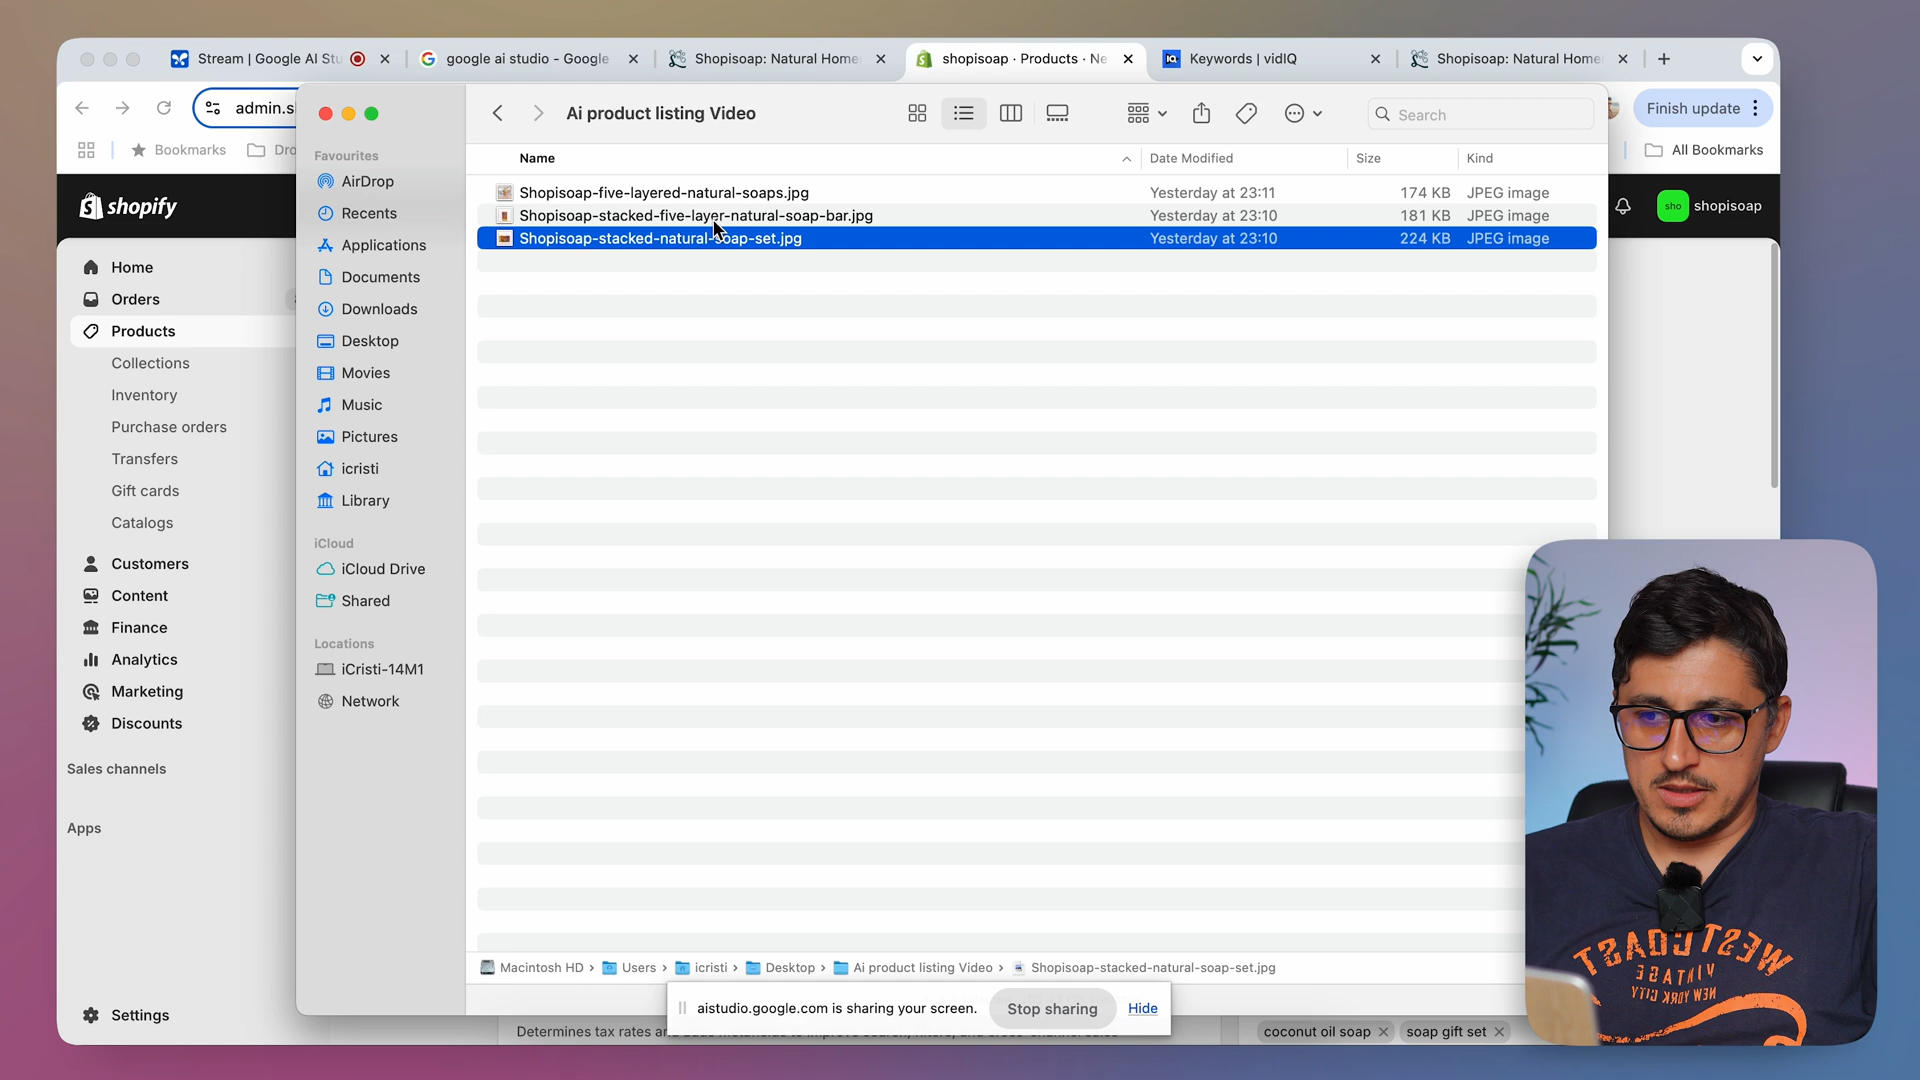 Stream | Google AI Stu
google ai studio - Google
Shopisoap: Natural Home
shopisoap · Products · Ne
Keywords | vidIQ
Shopisoap: Natural Home
admin.s
Finish update
Bookmarks
Dro
All Bookmarks
shopify
sho
shopisoap
Home
Orders
Products
Collections
Inventory
Purchase orders
Transfers
Gift cards
Catalogs
Customers
Content
Finance
Analytics
Marketing
Discounts
Sales channels
Apps
Settings
Ai product listing Video
Search
Favourites
AirDrop
Recents
Applications
Documents
Downloads
Desktop
Movies
Music
Pictures
icristi
Library
iCloud
iCloud Drive
Shared
Locations
iCristi-14M1
Network
Name
Date Modified
Size
Kind
Shopisoap-five-layered-natural-soaps.jpg
Yesterday at 23:11
174 KB
JPEG image
Shopisoap-stacked-five-layer-natural-soap-bar.jpg
Yesterday at 23:10
181 KB
JPEG image
Shopisoap-stacked-natural-soap-set.jpg
Yesterday at 23:10
224 KB
JPEG image
Macintosh HD › Users › icristi › Desktop › Ai product listing Video › Shopisoap-stacked-natural-soap-set.jpg
aistudio.google.com is sharing your screen.
Stop sharing
Hide
Determines tax rates
coconut oil soap
soap gift set
WESTCOAST
VINTAGE
NEW YORK CITY